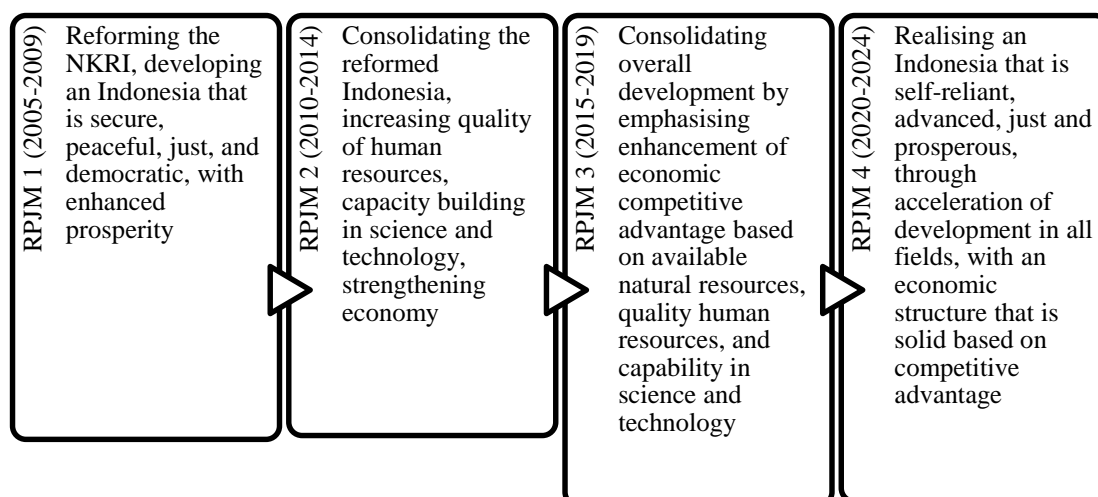 RPJM 1 (2005-2009)
Reforming the
NKRI, developing
an Indonesia that
is secure,
peaceful, just, and
democratic, with
enhanced
prosperity
RPJM 2 (2010-2014)
Consolidating the
reformed
Indonesia,
increasing quality
of human
resources,
capacity building
in science and
technology,
strengthening
economy
RPJM 3 (2015-2019)
Consolidating
overall
development by
emphasising
enhancement of
economic
competitive
advantage based
on available
natural resources,
quality human
resources, and
capability in
science and
technology
RPJM 4 (2020-2024)
Realising an
Indonesia that is
self-reliant,
advanced, just and
prosperous,
through
acceleration of
development in all
fields, with an
economic
structure that is
solid based on
competitive
advantage